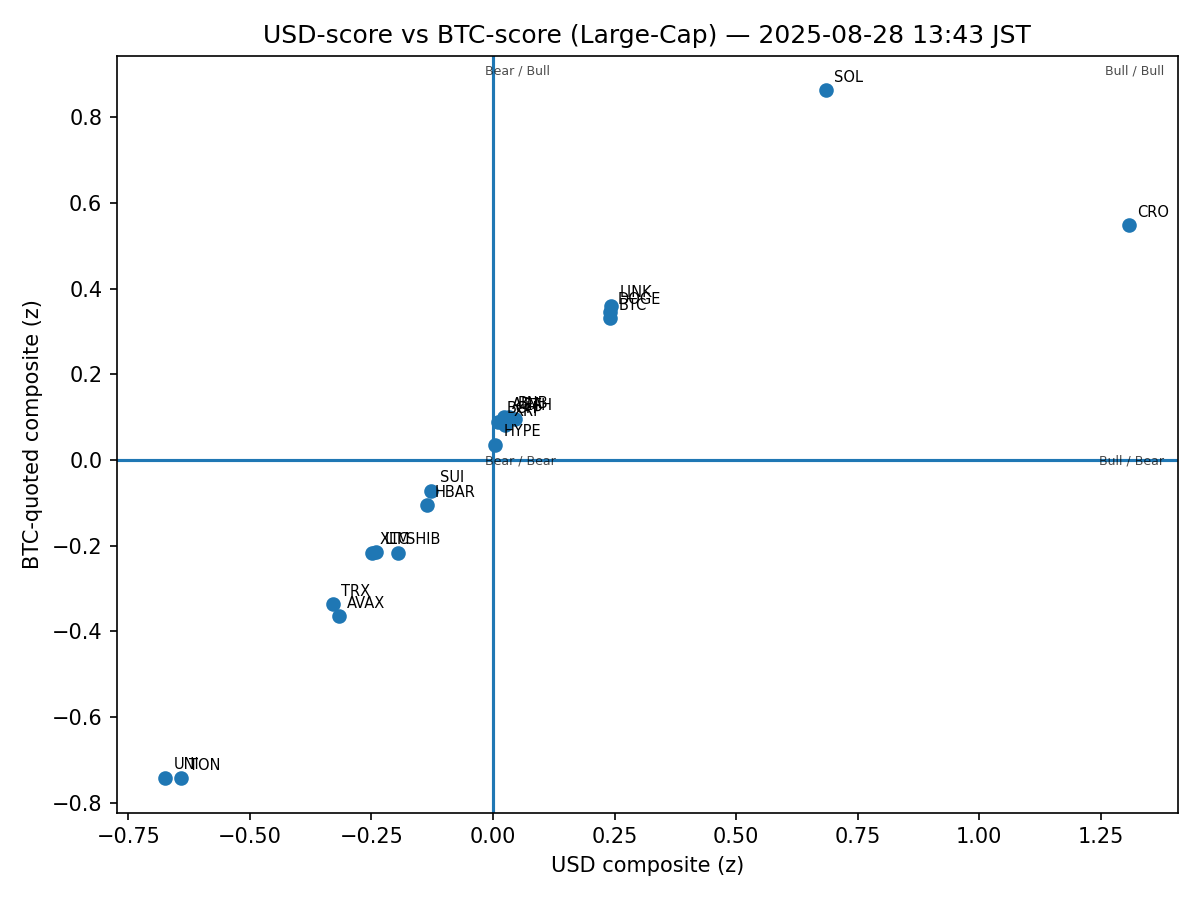 USD-score vs BTC-score (Large-Cap) — 2025-08-28 13:43 JST
Bear / Bull
Bull / Bull
SOL
CRO
LINK
DOGE
BTC
XRP
HYPE
Bear / Bear
Bull / Bear
SUI
HBAR
SHIB
TRX
AVAX
UNI
TON
0.8
0.6
0.4
0.2
0.0
−0.2
−0.4
−0.6
−0.8
BTC-quoted composite (z)
−0.75
−0.50
−0.25
0.00
0.25
0.50
0.75
1.00
1.25
USD composite (z)